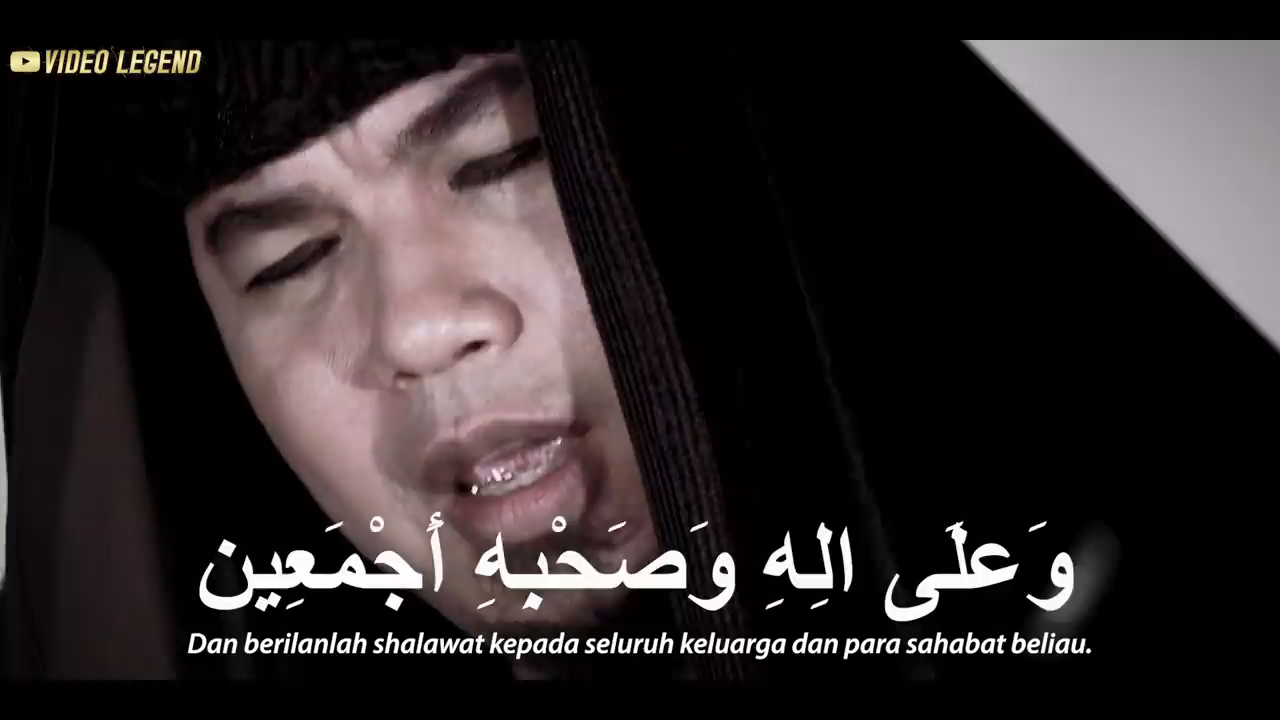 VIDEO LEGEND
وَعَلَى الِهِ وَصَحْبِهِ أَجْمَعِين
Dan berilanlah shalawat kepada seluruh keluarga dan para sahabat beliau.